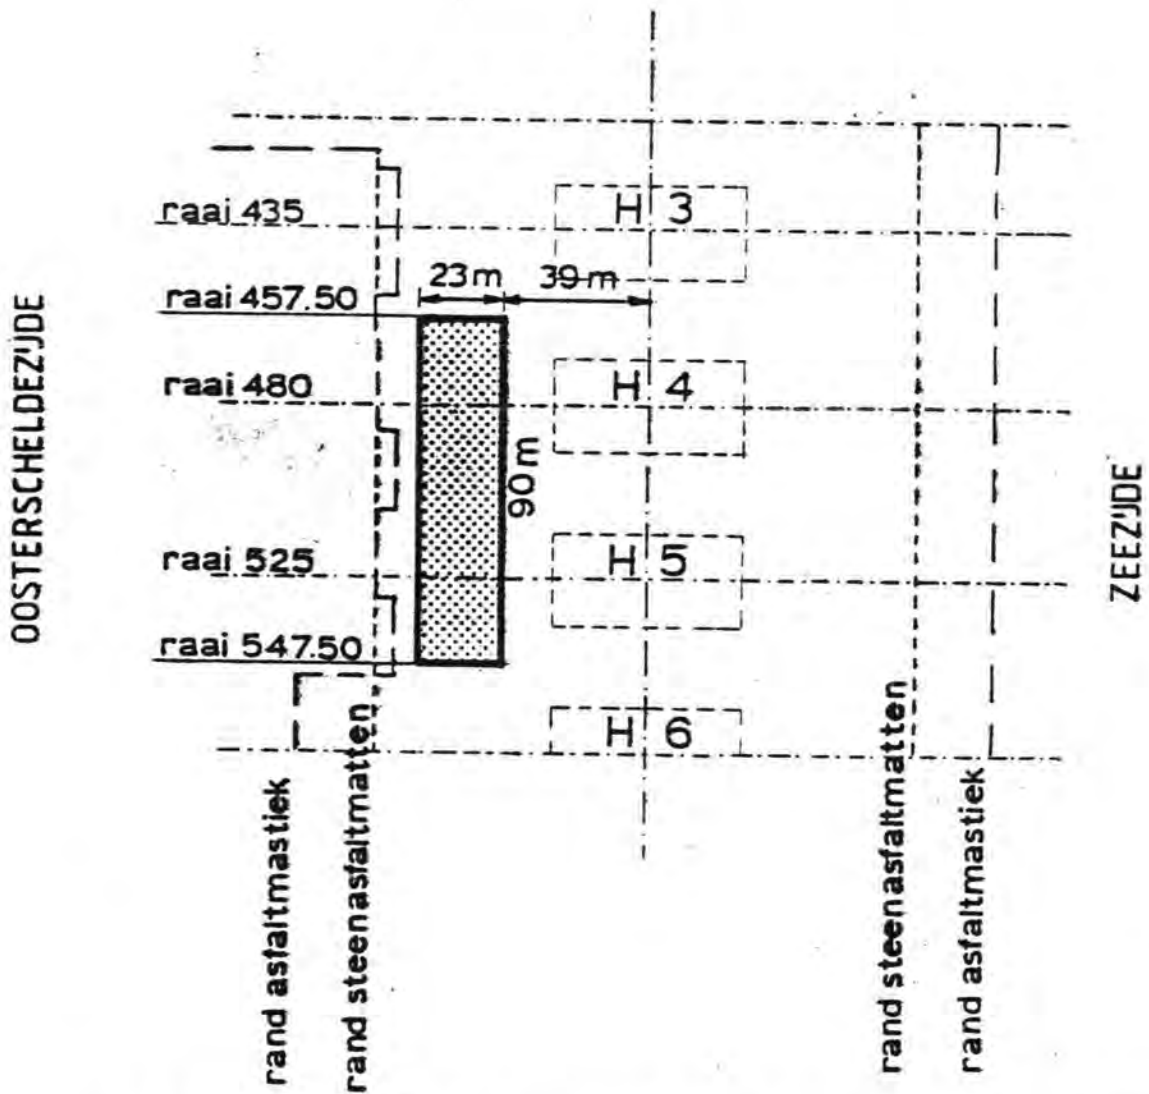 OOSTERSCHELDEZIJDE
raai 435
H 3
23m
39m
raai 457.50
raai 480
H 4
90m
raai 525
H 5
raai 547.50
H 6
ZEEZIJDE
rand asfaltmastiek
rand steenasfaltmatten
rand steenasfaltmatten
rand asfaltmastiek